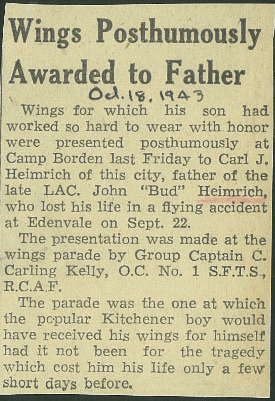 Wings Posthumously
Awarded to Father
Oct. 18, 1943
Wings for which his son had
worked so hard to wear with honor
were presented posthumously at
Camp Borden last Friday to Carl J.
Heimrich of this city, father of the
late LAC. John "Bud" Heimrich,
who lost his life in a flying accident
at Edenvale on Sept. 22.
The presentation was made at the
wings parade by Group Captain C.
Carling Kelly, O.C. No. 1 S.F.T.S.,
R.C.A.F.
The parade was the one at which
the popular Kitchener boy would
have received his wings for himself
had it not been for the tragedy
which cost him his life only a few
short days before.